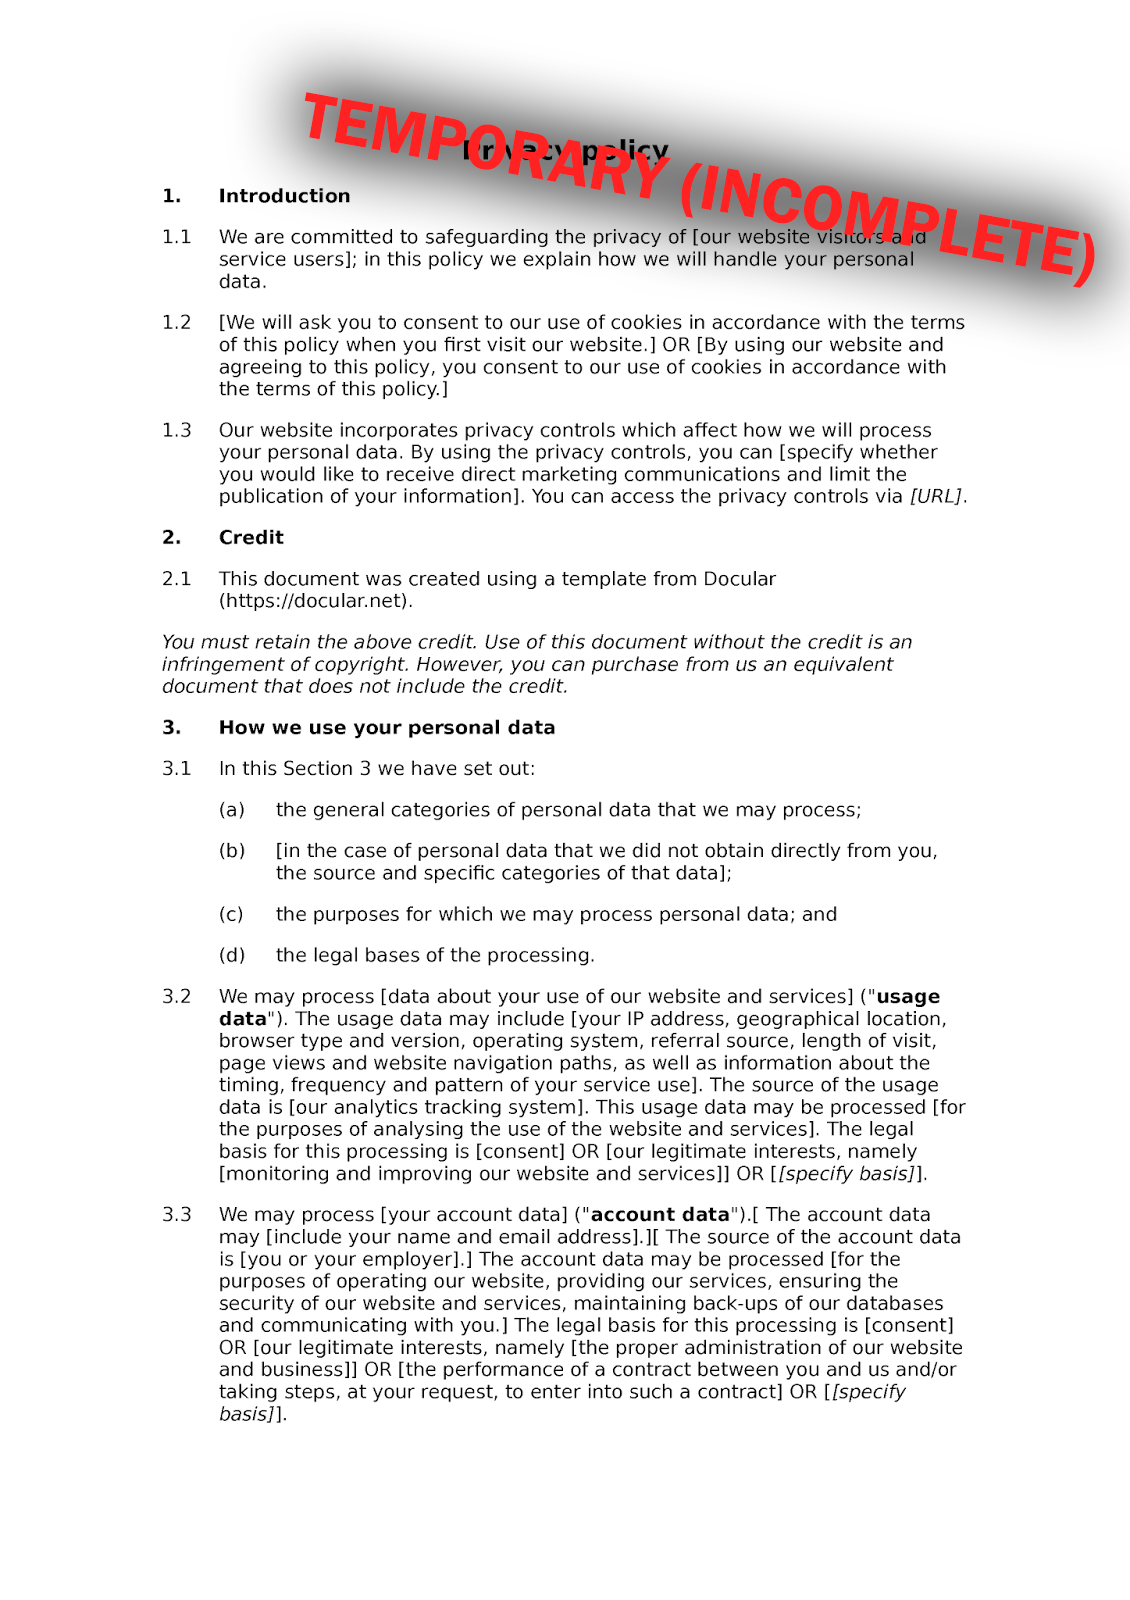 TEMPORARY (INCOMPLETE)
Privacy policy
1. Introduction
1.1 We are committed to safeguarding the privacy of [our website visitors and
service users]; in this policy we explain how we will handle your personal
data.
1.2 [We will ask you to consent to our use of cookies in accordance with the terms
of this policy when you first visit our website.] OR [By using our website and
agreeing to this policy, you consent to our use of cookies in accordance with
the terms of this policy.]
1.3 Our website incorporates privacy controls which affect how we will process
your personal data. By using the privacy controls, you can [specify whether
you would like to receive direct marketing communications and limit the
publication of your information]. You can access the privacy controls via [URL].
2. Credit
2.1 This document was created using a template from Docular
(https://docular.net).
You must retain the above credit. Use of this document without the credit is an
infringement of copyright. However, you can purchase from us an equivalent
document that does not include the credit.
3. How we use your personal data
3.1 In this Section 3 we have set out:
(a) the general categories of personal data that we may process;
(b) [in the case of personal data that we did not obtain directly from you,
the source and specific categories of that data];
(c) the purposes for which we may process personal data; and
(d) the legal bases of the processing.
3.2 We may process [data about your use of our website and services] ("usage
data"). The usage data may include [your IP address, geographical location,
browser type and version, operating system, referral source, length of visit,
page views and website navigation paths, as well as information about the
timing, frequency and pattern of your service use]. The source of the usage
data is [our analytics tracking system]. This usage data may be processed [for
the purposes of analysing the use of the website and services]. The legal
basis for this processing is [consent] OR [our legitimate interests, namely
[monitoring and improving our website and services]] OR [[specify basis]].
3.3 We may process [your account data] ("account data").[ The account data
may [include your name and email address].][ The source of the account data
is [you or your employer].] The account data may be processed [for the
purposes of operating our website, providing our services, ensuring the
security of our website and services, maintaining back-ups of our databases
and communicating with you.] The legal basis for this processing is [consent]
OR [our legitimate interests, namely [the proper administration of our website
and business]] OR [the performance of a contract between you and us and/or
taking steps, at your request, to enter into such a contract] OR [[specify
basis]].